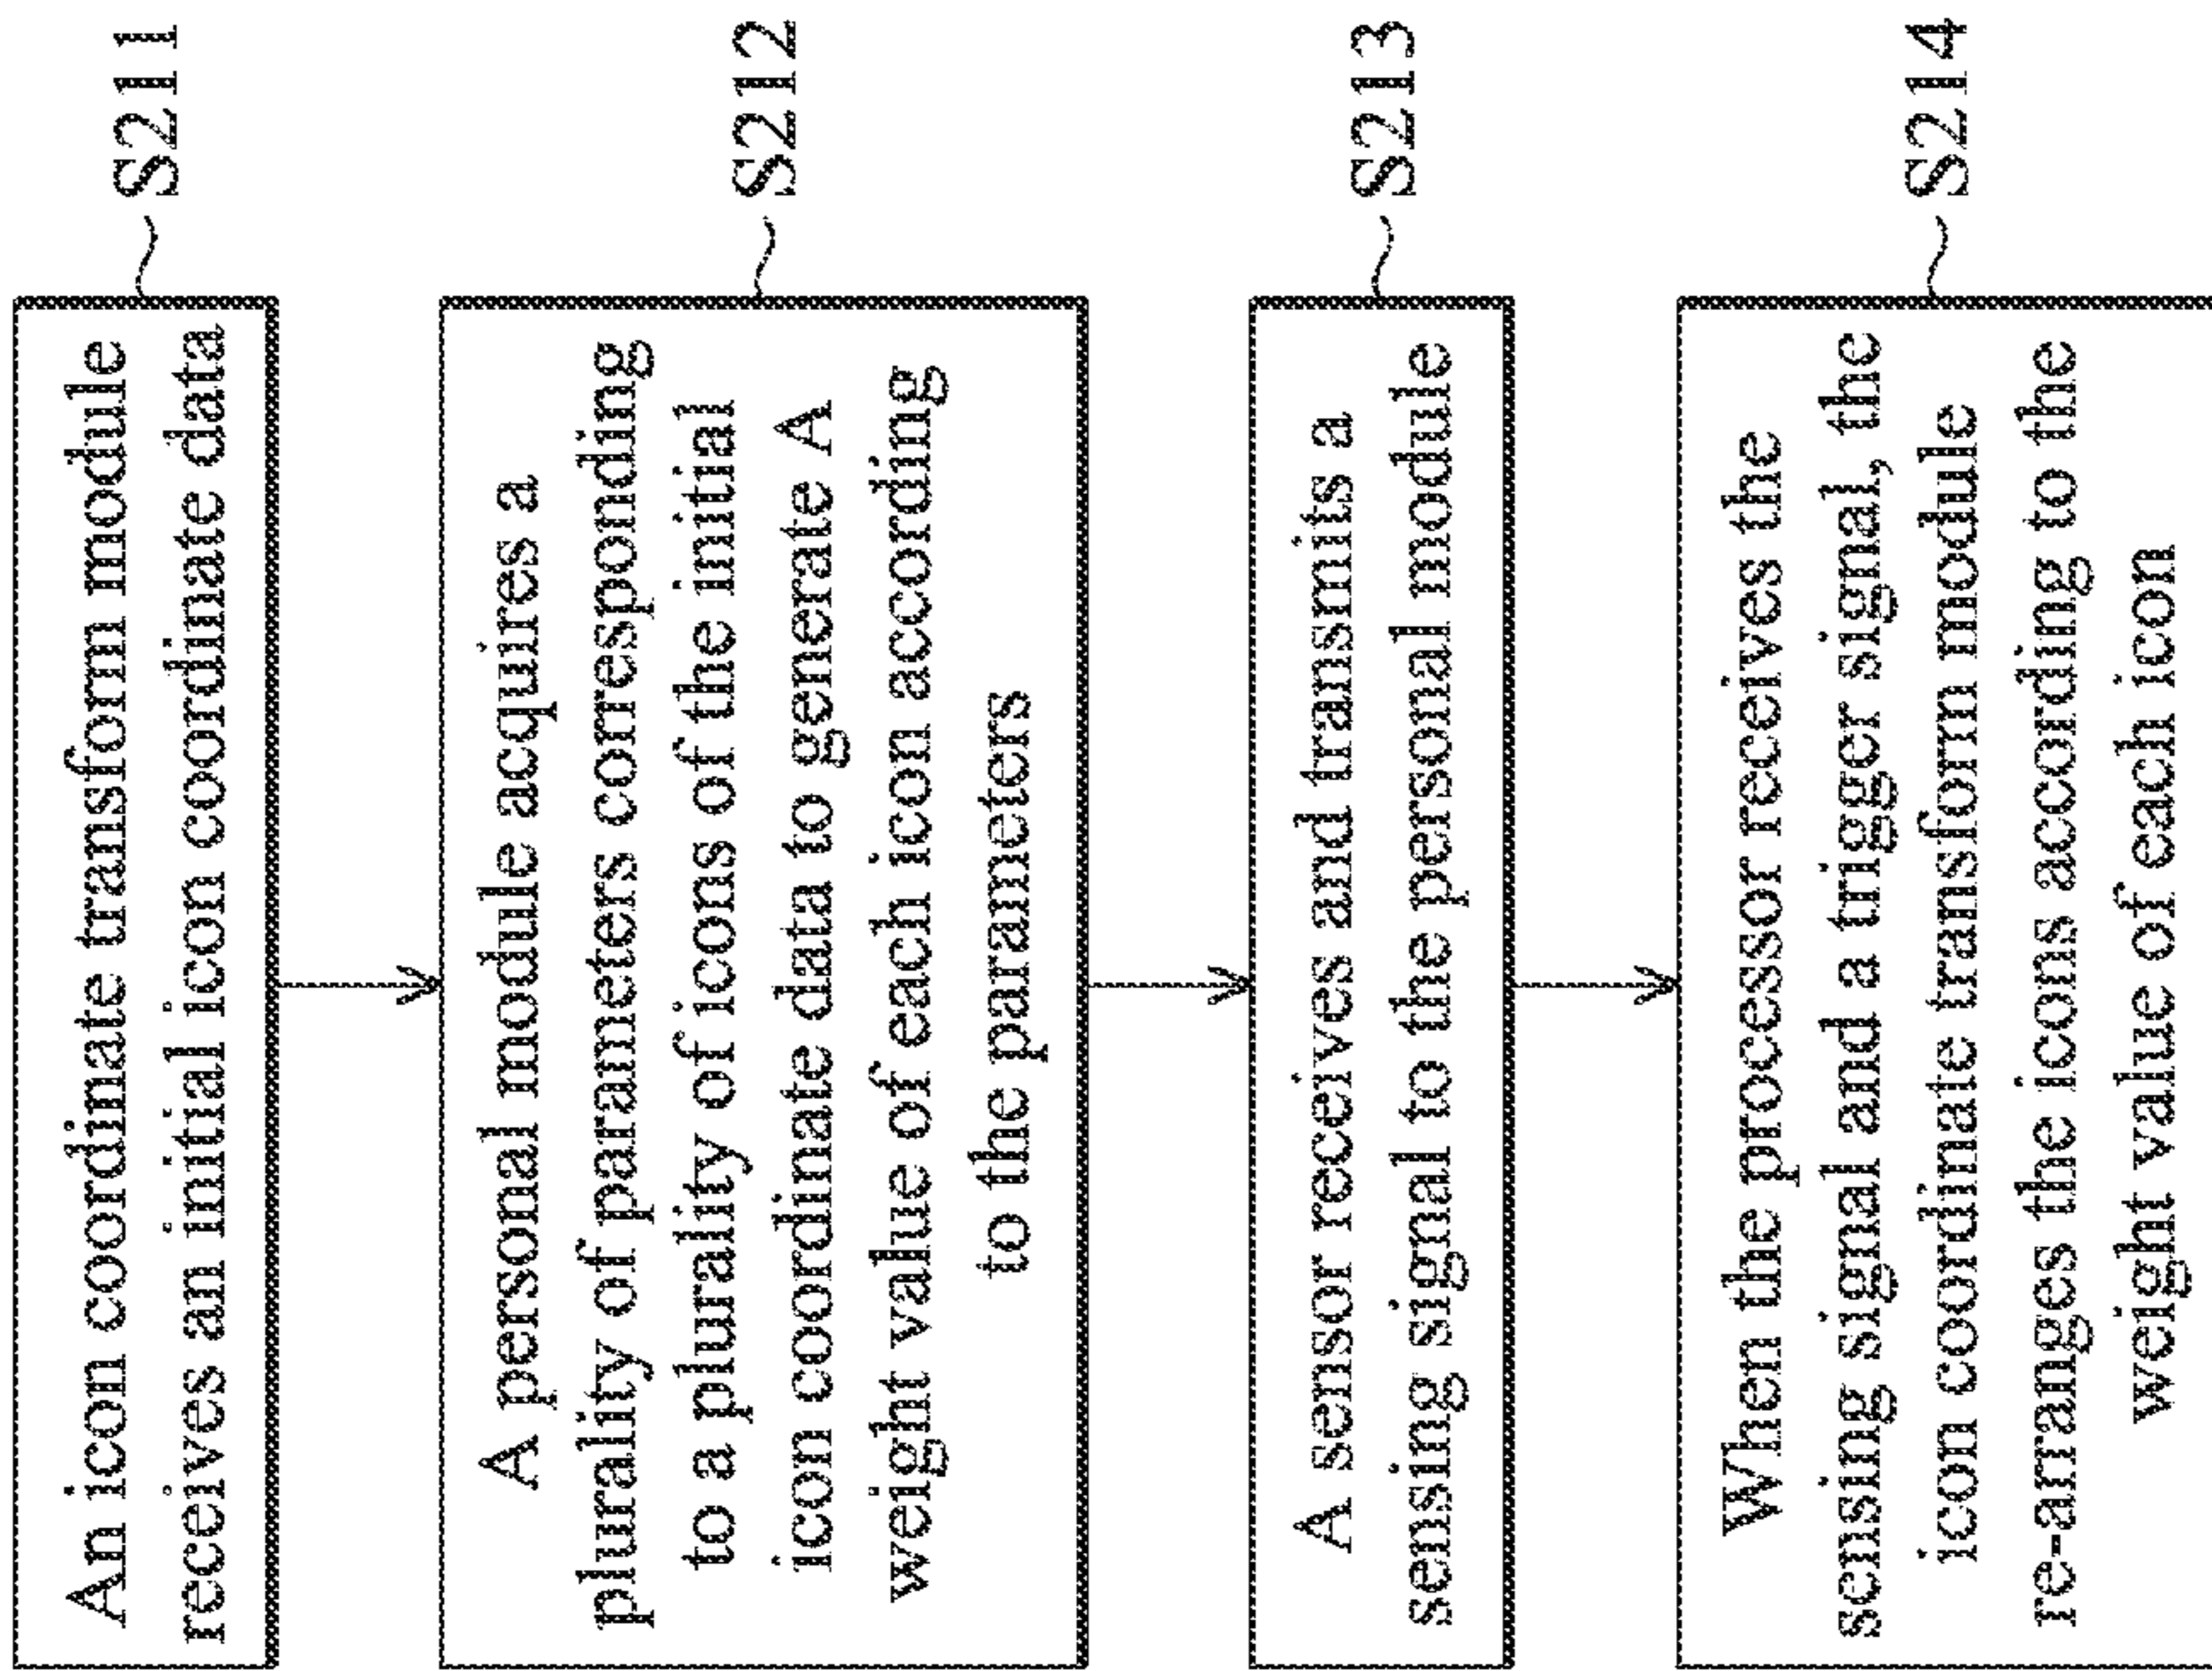 An icon coordinate transform module
receives an initial icon coordinate data
S211
A personal module acquires a
plurality of parameters corresponding
to a plurality of icons of the initial
icon coordinate data to generate A
weight value of each icon according
to the parameters
S212
A sensor receives and transmits a
sensing signal to the personal module
S213
When the processor receives the
sensing signal and a trigger signal, the
icon coordinate transform module
re-arranges the icons according to the
weight value of each icon
S214